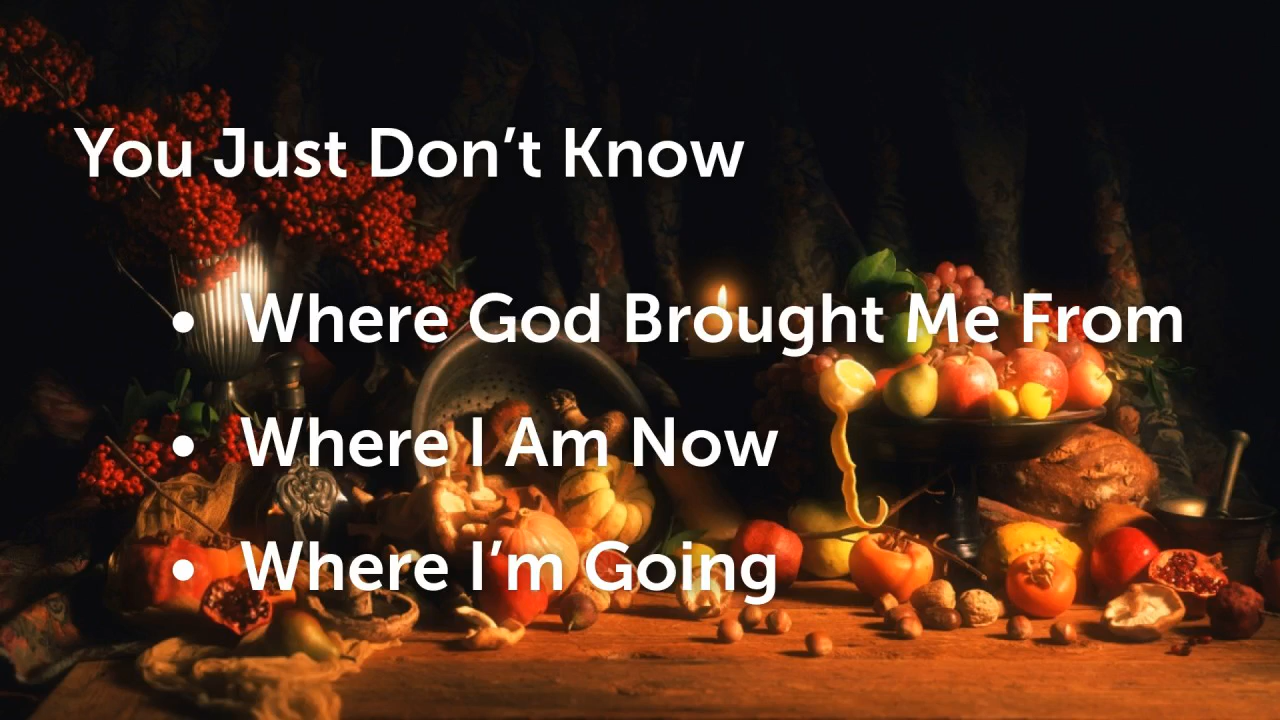 You Just Don’t Know
• Where God Brought Me From
• Where I Am Now
• Where I’m Going